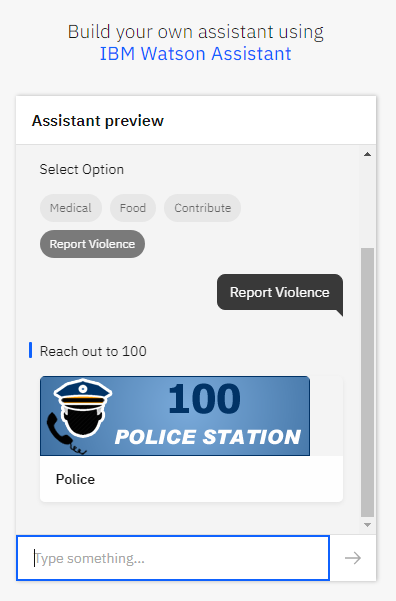 Build your own assistant using
IBM Watson Assistant
Assistant preview
Select Option
Medical Food Contribute
Report Violence
Report Violence
Reach out to 100
100
POLICE STATION
Police
Type something...